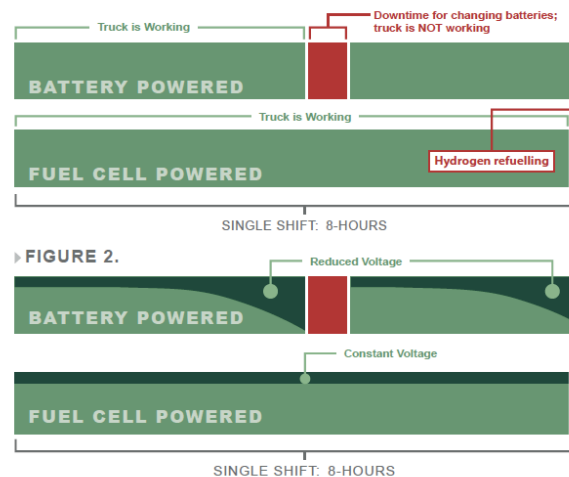 Truck is Working
Downtime for changing batteries;
truck is NOT working
BATTERY POWERED
Truck is Working
Hydrogen refuelling
FUEL CELL POWERED
SINGLE SHIFT: 8-HOURS
FIGURE 2.
Reduced Voltage
BATTERY POWERED
Constant Voltage
FUEL CELL POWERED
SINGLE SHIFT: 8-HOURS